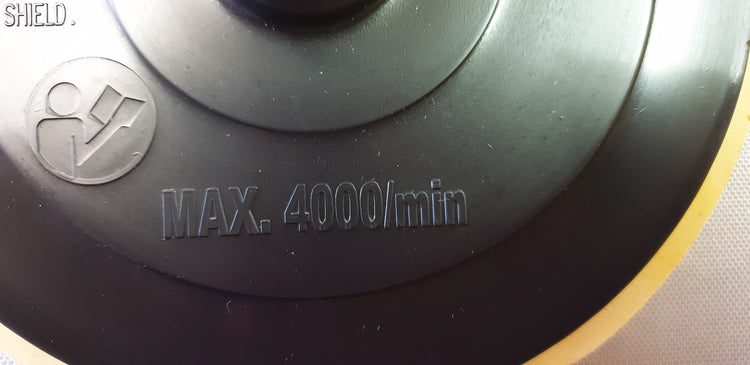 SHIELD.
MAX. 4000/min